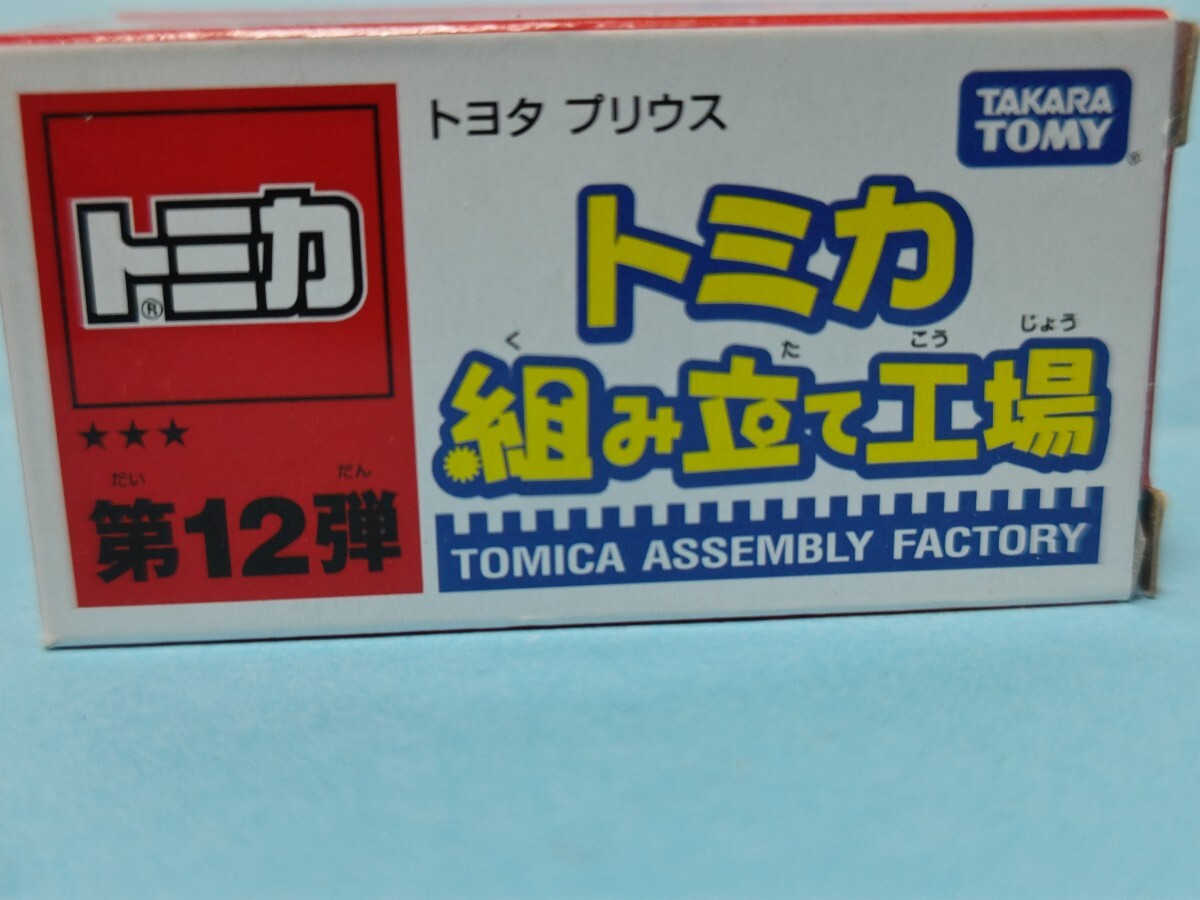 トミカ®
★★★
だい だん
第12弾
トヨタ プリウス
TAKARA
TOMY®
トミカ
く た こう じょう
組み立て工場
TOMICA ASSEMBLY FACTORY